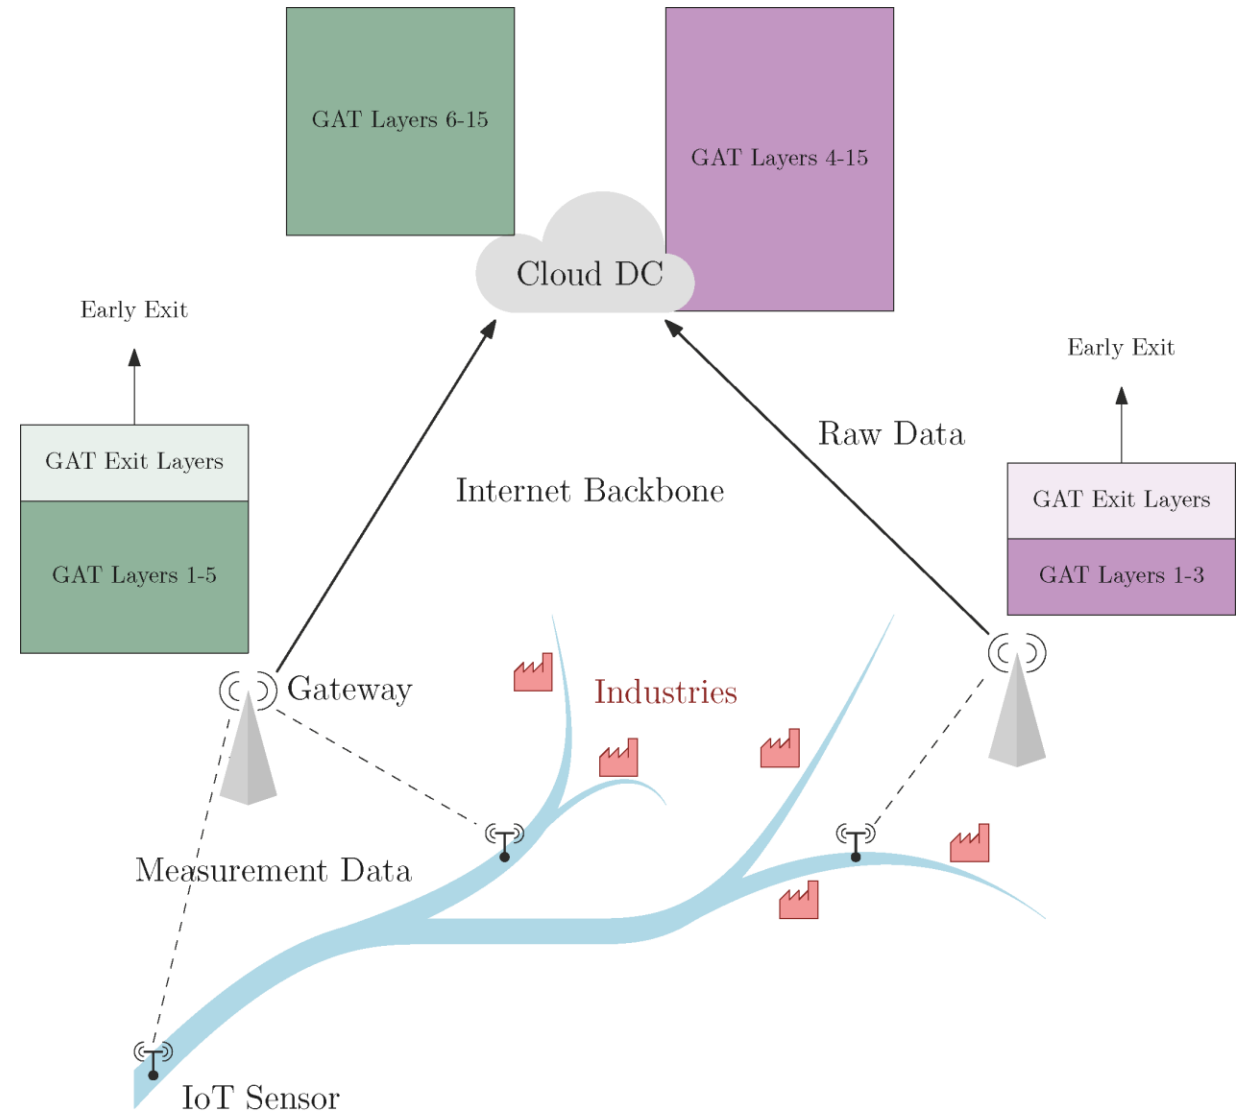 GAT Layers 6-15
GAT Layers 4-15
Cloud DC
Early Exit
Early Exit
Raw Data
GAT Exit Layers
Internet Backbone
GAT Exit Layers
GAT Layers 1-5
GAT Layers 1-3
Gateway
Industries
Measurement Data
IoT Sensor